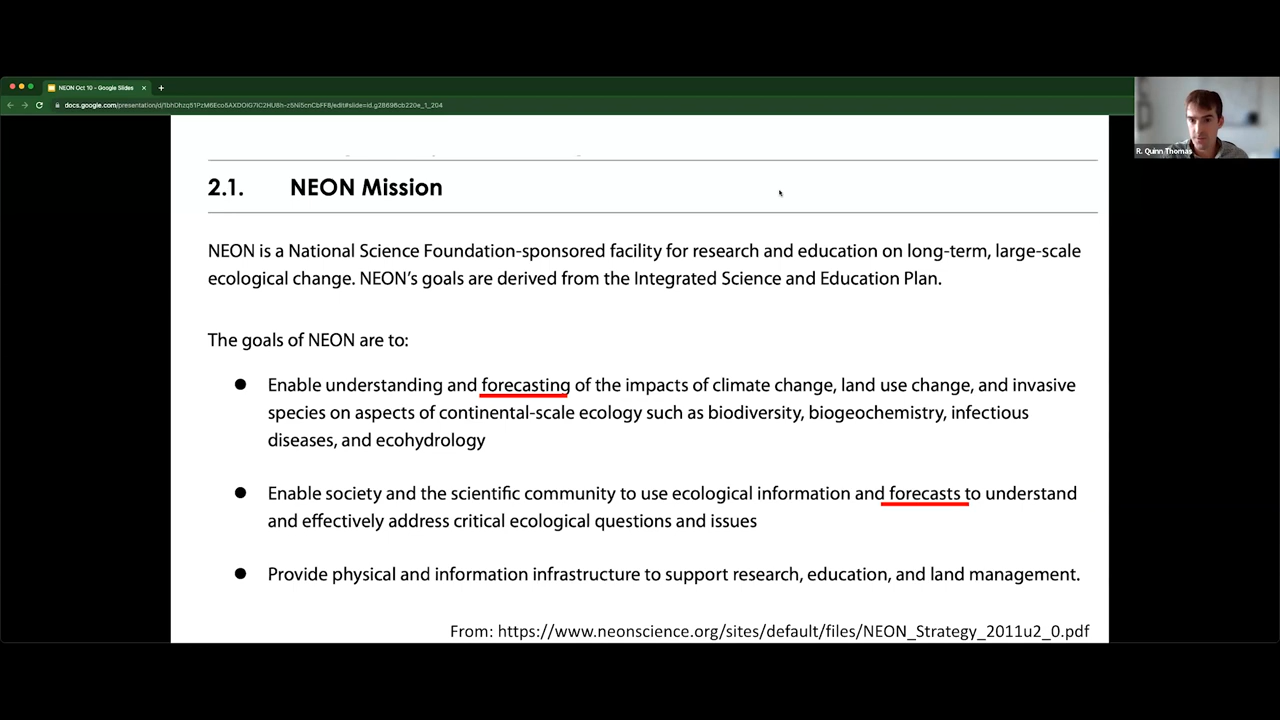 NEON Oct 10 - Google Slides
R. Quinn Thomas
2.1. NEON Mission
NEON is a National Science Foundation-sponsored facility for research and education on long-term, large-scale
ecological change. NEON’s goals are derived from the Integrated Science and Education Plan.
The goals of NEON are to:
● Enable understanding and forecasting of the impacts of climate change, land use change, and invasive
species on aspects of continental-scale ecology such as biodiversity, biogeochemistry, infectious
diseases, and ecohydrology
● Enable society and the scientific community to use ecological information and forecasts to understand
and effectively address critical ecological questions and issues
● Provide physical and information infrastructure to support research, education, and land management.
From: https://www.neonscience.org/sites/default/files/NEON_Strategy_2011u2_0.pdf